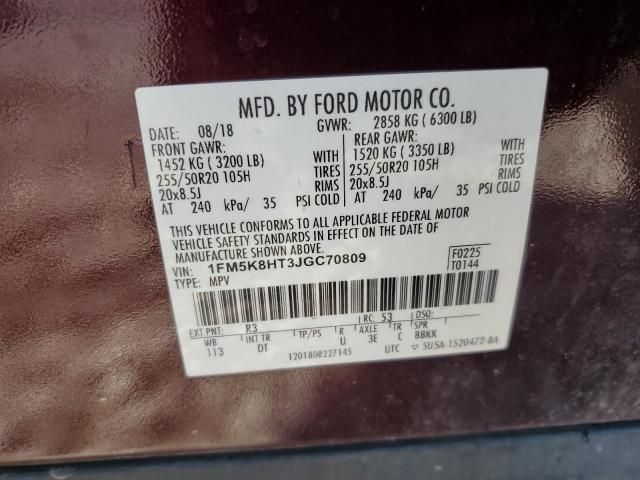 MFD. BY FORD MOTOR CO.
DATE: 08/18 GVWR: 2858 KG ( 6300 LB)
FRONT GAWR: REAR GAWR:
1452 KG ( 3200 LB) WITH 1520 KG ( 3350 LB) WITH
255/50R20 105H TIRES 255/50R20 105H TIRES
20x8.5J RIMS 20x8.5J RIMS
AT 240 kPa/ 35 PSI COLD AT 240 kPa/ 35 PSI COLD
THIS VEHICLE CONFORMS TO ALL APPLICABLE FEDERAL MOTOR
VEHICLE SAFETY STANDARDS IN EFFECT ON THE DATE OF
MANUFACTURE SHOWN ABOVE.
VIN: 1FM5K8HT3JGC70809 F0225
TYPE: MPV T0144
EXT PNT: R3 RC: 53 DSO:
WB INT TR TP/PS R AXLE TR SPR
113 DT U 3E C BBKK
1201808227145 UTC 5U5A-1520472-BA